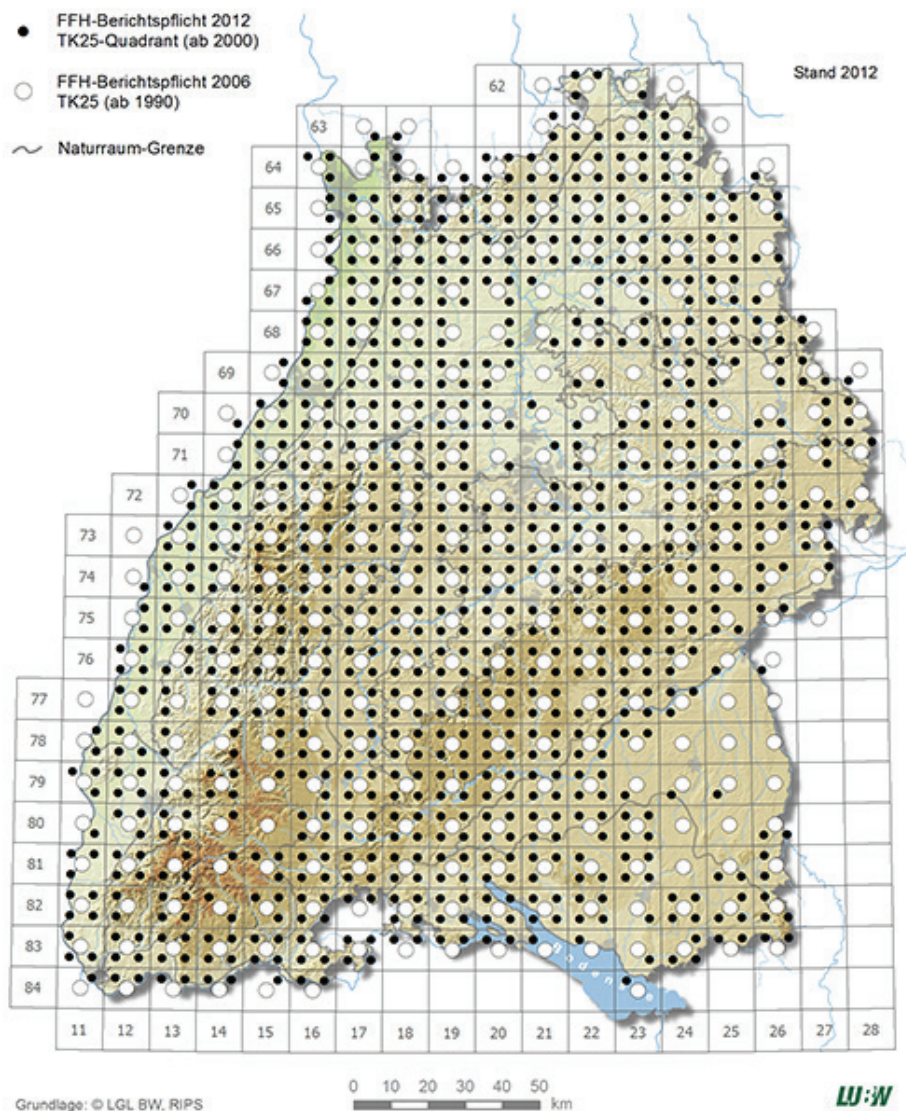 FFH-Berichtspflicht 2012
TK25-Quadrant (ab 2000)
FFH-Berichtspflicht 2006
TK25 (ab 1990)
Naturraum-Grenze
Stand 2012
62
63
64
65
66
67
68
69
70
71
72
73
74
75
76
77
78
79
80
81
82
83
84
11 12 13 14 15 16 17 18 19 20 21 22 23 24 25 26 27 28
0 10 20 30 40 50
km
Grundlage: © LGL BW, RIPS
LU:W